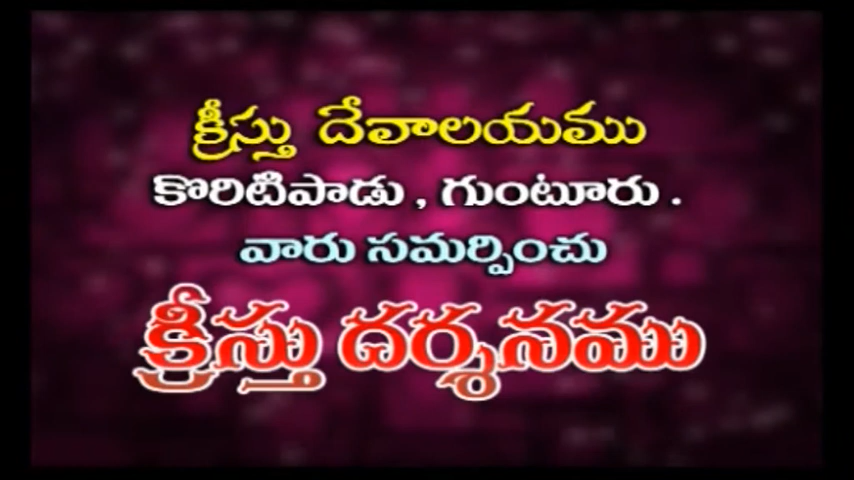 క్రీస్తు దేవాలయము
కొరిటిపాడు , గుంటూరు .
వారు సమర్పించు
క్రీస్తు దర్శనము